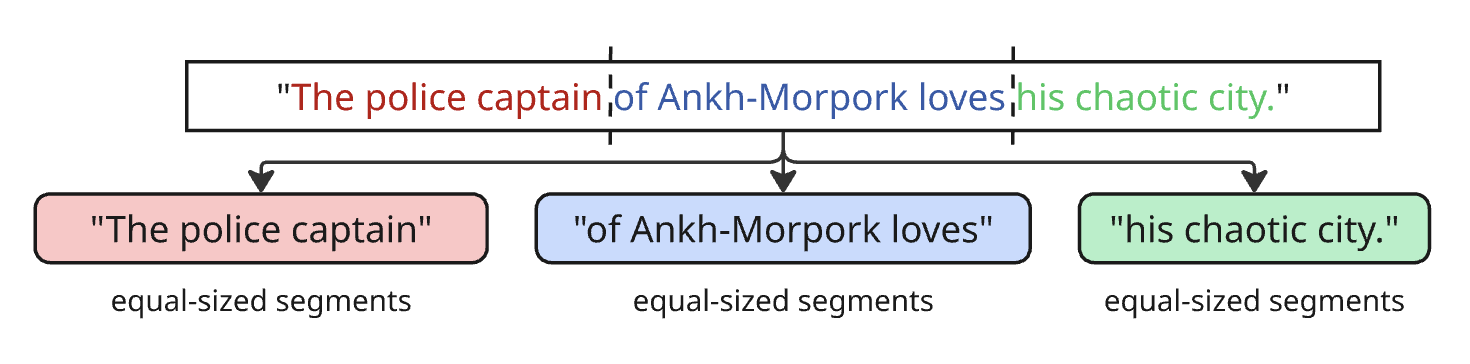 "The police captain of Ankh-Morpork loves his chaotic city."
"The police captain" "of Ankh-Morpork loves" "his chaotic city."
equal-sized segments equal-sized segments equal-sized segments